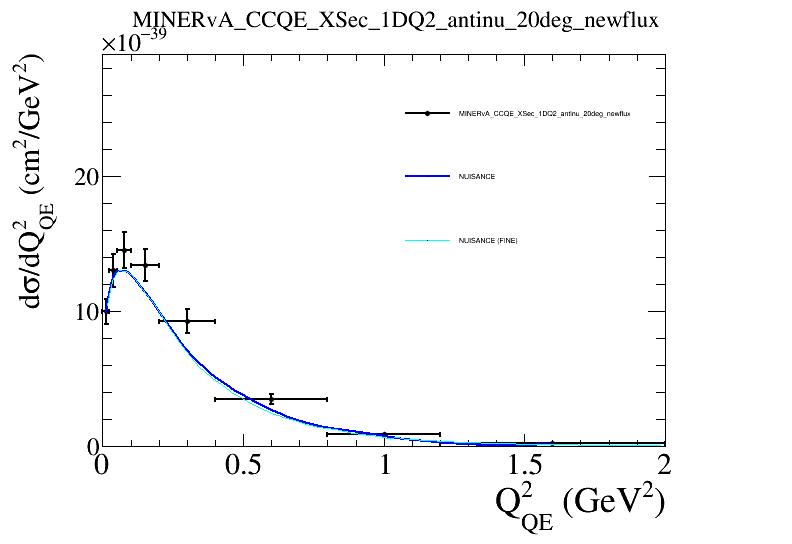 MINERvA_CCQE_XSec_1DQ2_antinu_20deg_newflux
×10⁻³⁹
dσ/dQ²_QE (cm²/GeV²)
MINERvA_CCQE_XSec_1DQ2_antinu_20deg_newflux
NUISANCE
NUISANCE (FINE)
20
10
0
0 0.5 1 1.5 2
Q²_QE (GeV²)